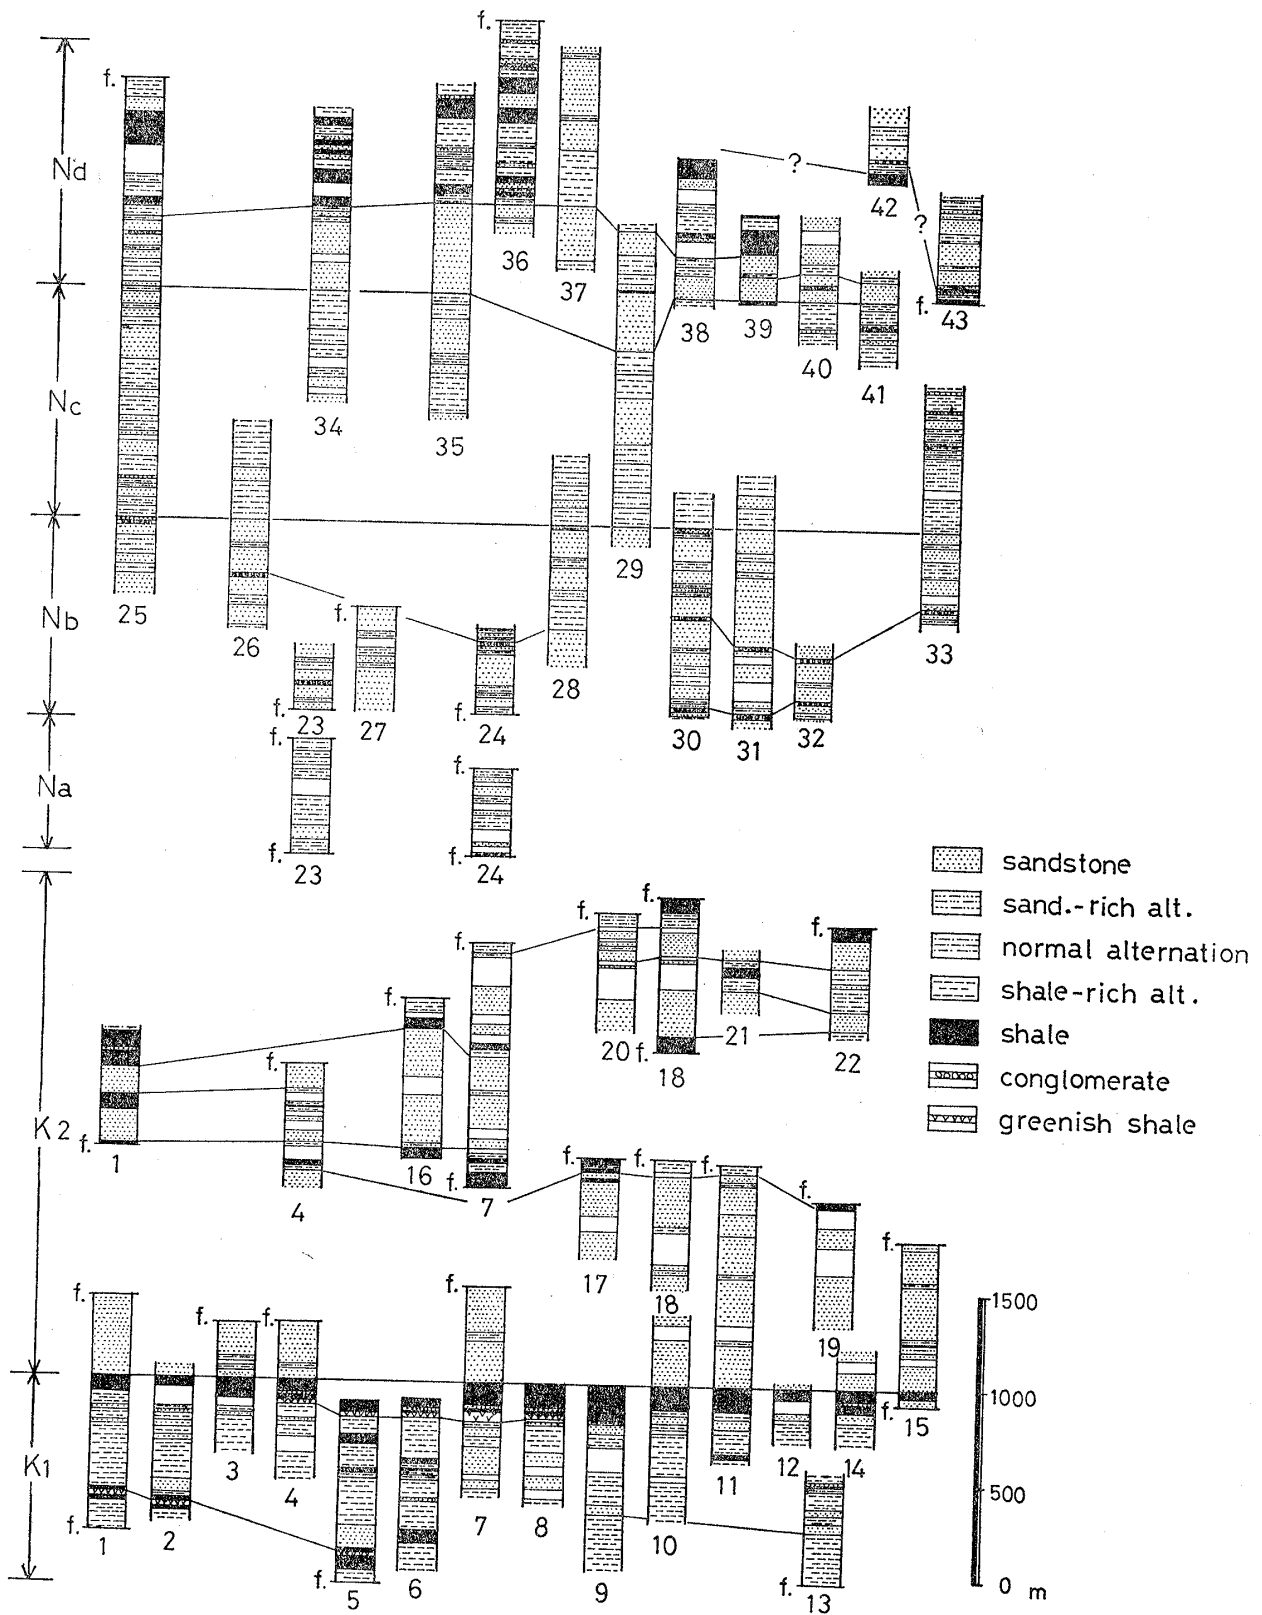 f.
f.
Nd
?
42
?
36
37
38
39
f.
43
40
41
Nc
34
35
29
25
26
f.
Nb
28
33
f.
23
27
f.
24
30
31
32
f.
f.
Na
f.
23
f.
24
sandstone
sand.-rich alt.
normal alternation
shale-rich alt.
shale
conglomerate
greenish shale
f.
f.
f.
f.
f.
f.
20
f.
18
21
22
K2
f.
1
4
16
f.
7
f.
f.
f.
f.
17
18
19
f.
f.
f.
f.
f.
1500
1000
500
0 m
f.
15
K1
3
4
7
8
11
12
14
f.
1
2
f.
5
6
9
10
f.
13